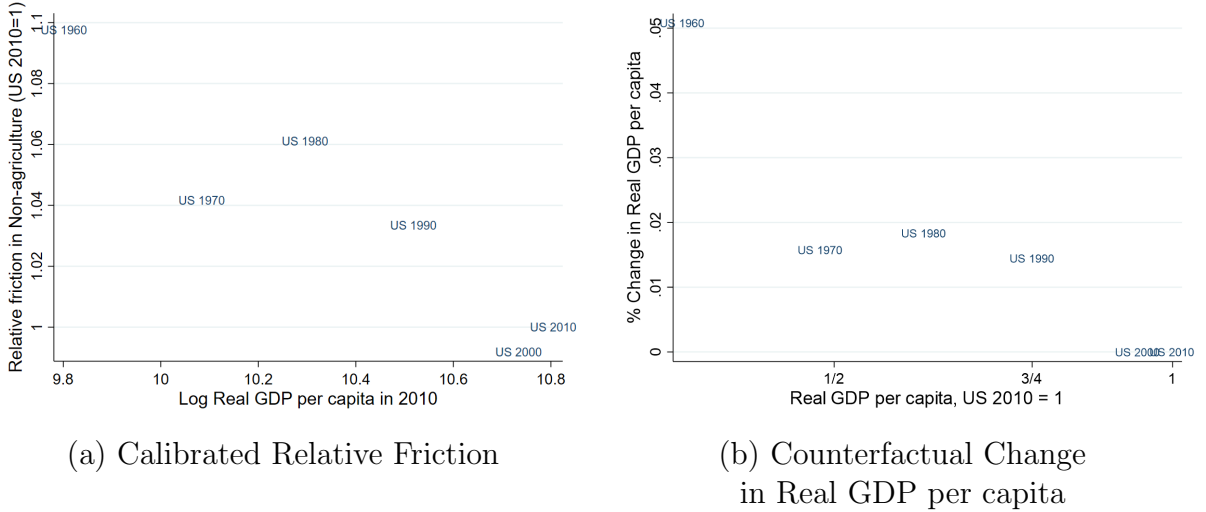 Relative friction in Non-agriculture (US 2010=1)
1.1
1.08
1.06
1.04
1.02
1
US 1960
US 1980
US 1970
US 1990
US 2010
US 2000
9.8 10 10.2 10.4 10.6 10.8
Log Real GDP per capita in 2010
(a) Calibrated Relative Friction
% Change in Real GDP per capita
.05
.04
.03
.02
.01
0
US 1960
US 1980
US 1970
US 1990
US 2000
US 2010
1/2 3/4 1
Real GDP per capita, US 2010 = 1
(b) Counterfactual Change
in Real GDP per capita